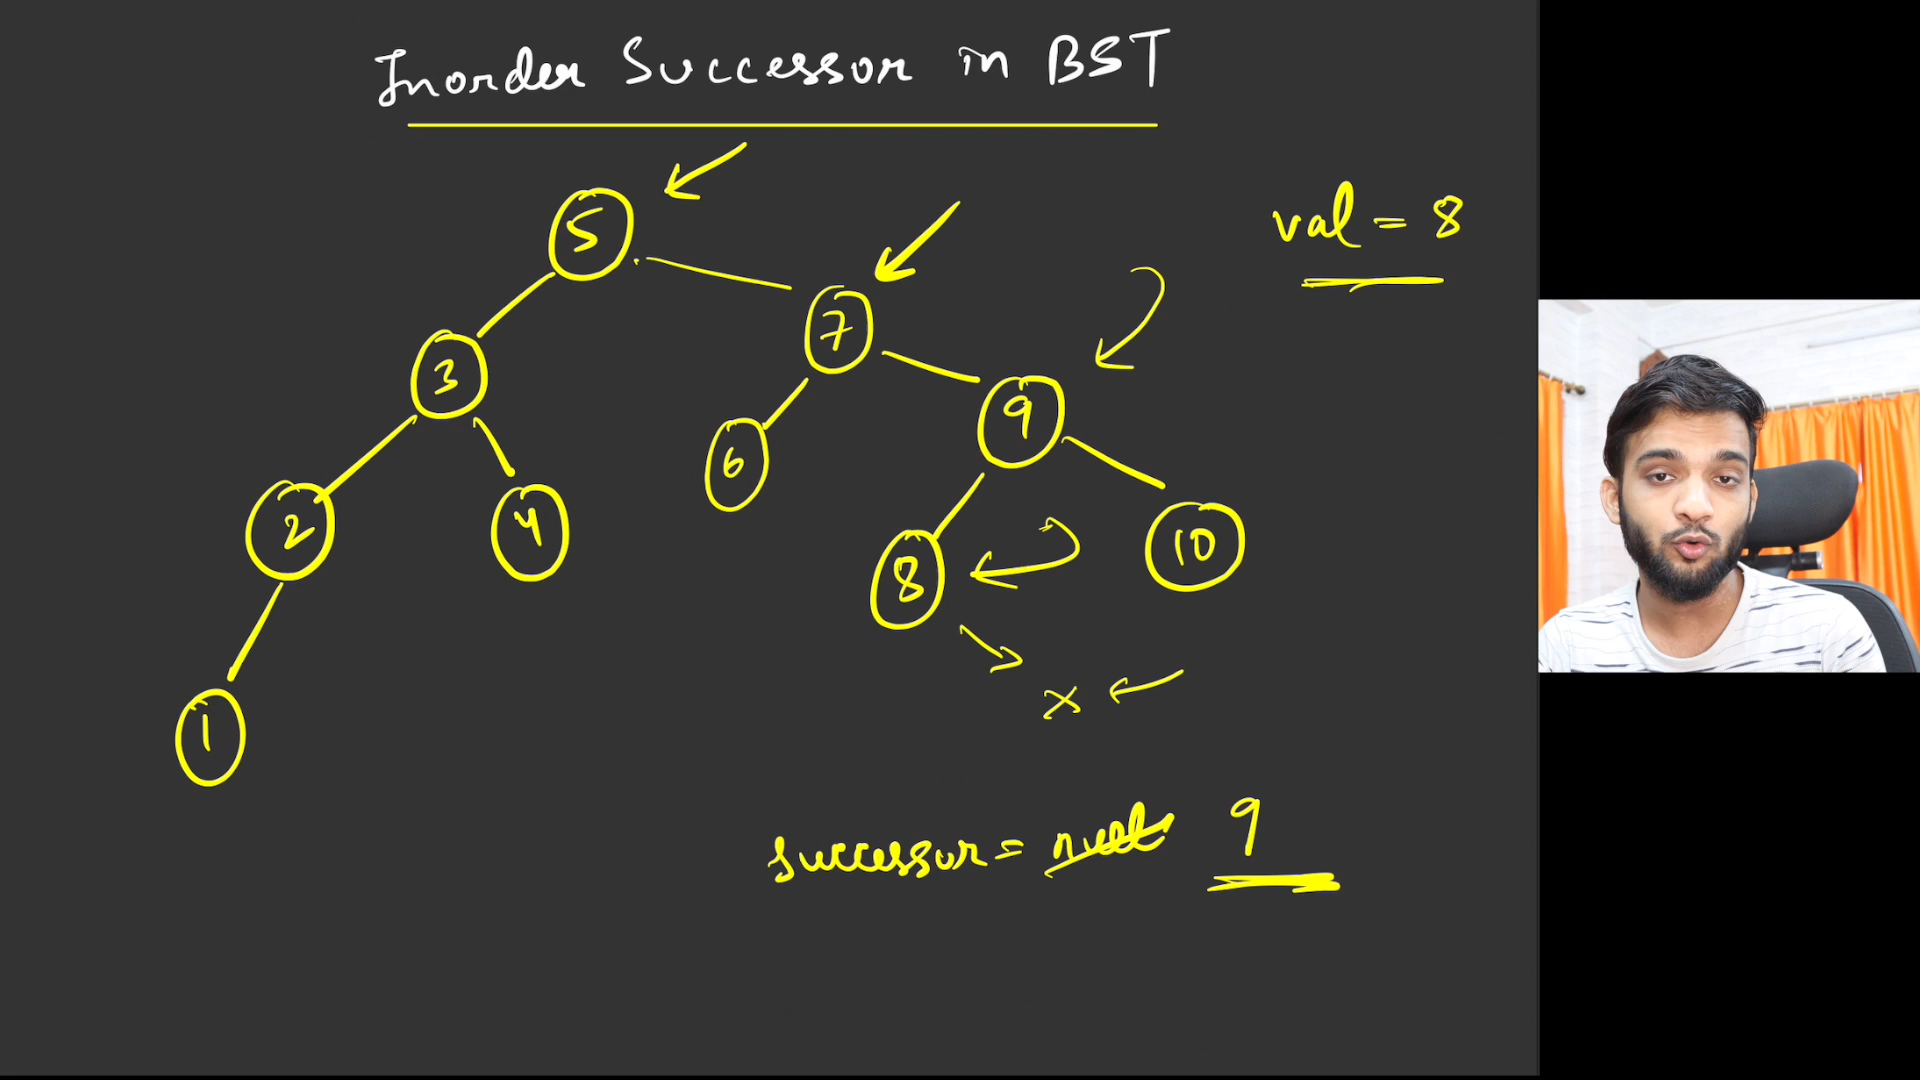 Inorder Successor in BST
val = 8
5
7
3
9
6
2
4
8
10
x
1
successor = null 9